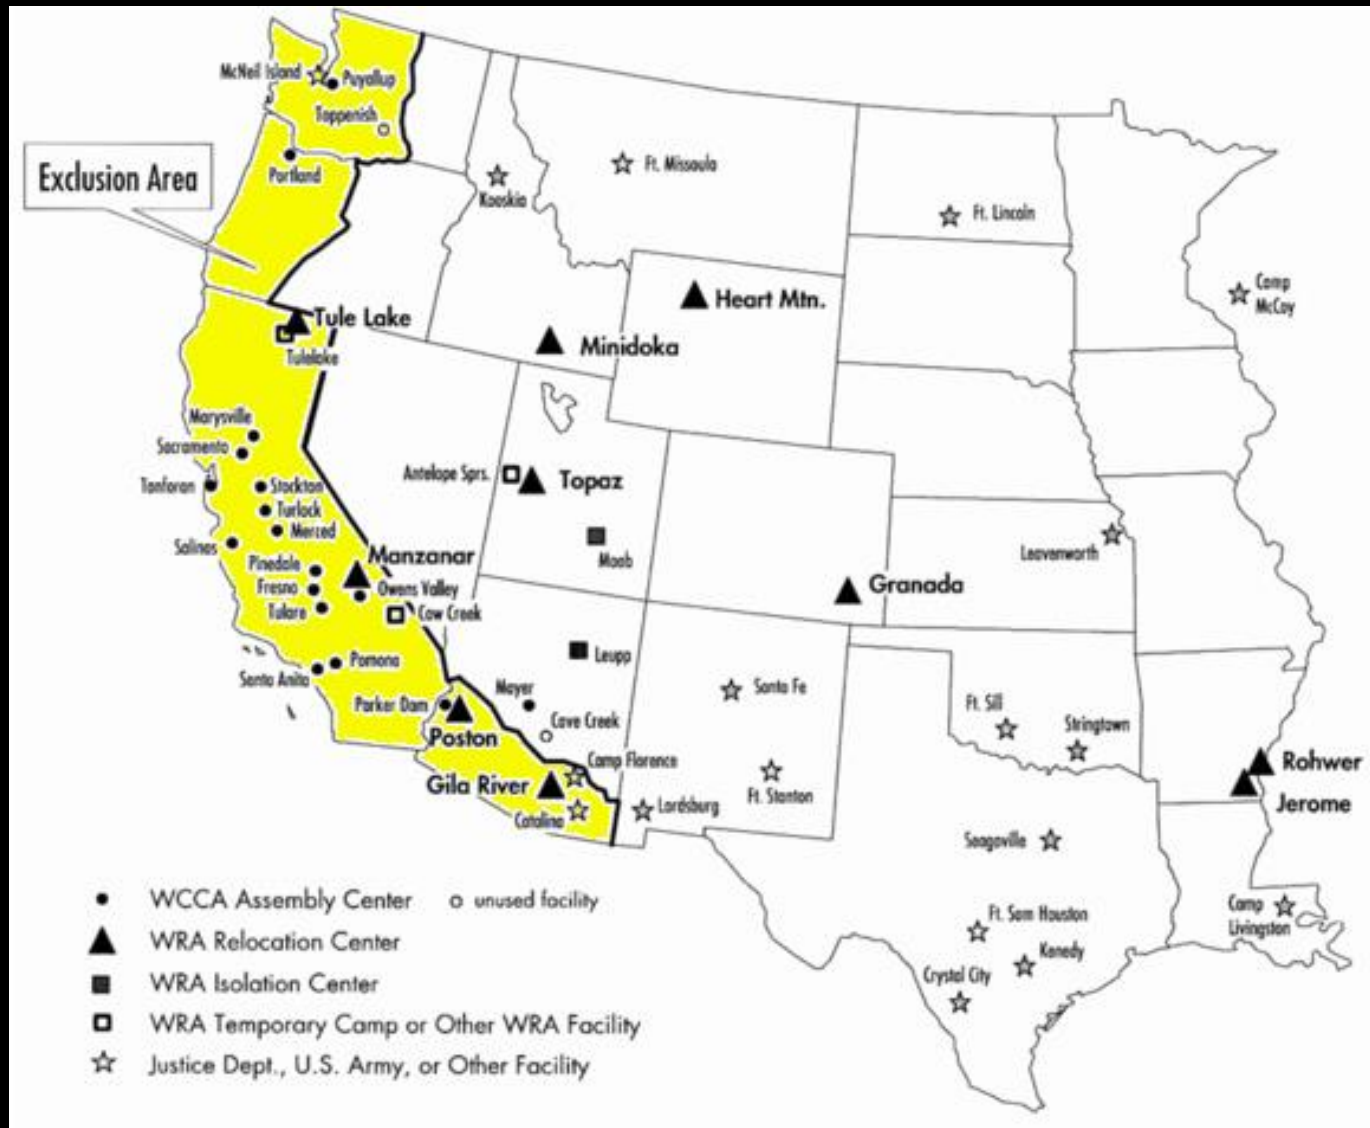 McNeil Island
Puyallup
Toppenish
Portland
Exclusion Area
Kooskia
Ft. Missoula
Ft. Lincoln
Camp
McCoy
Heart Mtn.
Tule Lake
Tulelake
Minidoka
Marysville
Sacramento
Tanforan
Stockton
Turlock
Merced
Salinas
Pinedale
Fresno
Tulare
Manzanar
Owens Valley
Cow Creek
Antelope Sprs.
Topaz
Moab
Granada
Leavenworth
Leupp
Santa Anita
Pomona
Parker Dam
Poston
Mayer
Cave Creek
Camp Florence
Gila River
Catalina
Santa Fe
Ft. Stanton
Lordsburg
Ft. Sill
Stringtown
Rohwer
Jerome
Seagoville
Ft. Sam Houston
Kenedy
Crystal City
Camp
Livingston
WCCA Assembly Center
unused facility
WRA Relocation Center
WRA Isolation Center
WRA Temporary Camp or Other WRA Facility
Justice Dept., U.S. Army, or Other Facility